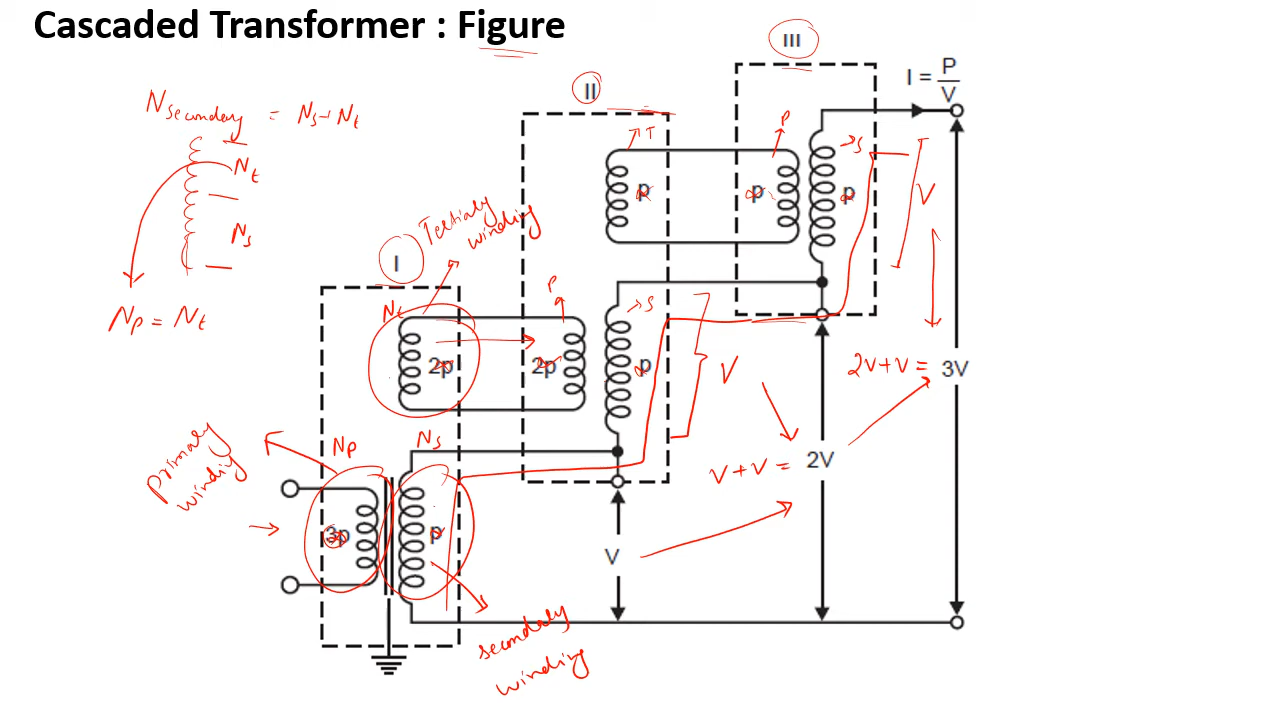 Cascaded Transformer : Figure
III
I = P
V
II
Nsecondary = Ns + Nt
T
P
→S
Nt
p
p
p
V
Tertiary
winding
Ns
I
P
→S
Np = Nt
Nt
2p
2p
p
V
2V+V = 3V
primary
winding
Np
Ns
V+V = 2V
3p
p
V
secondary
winding